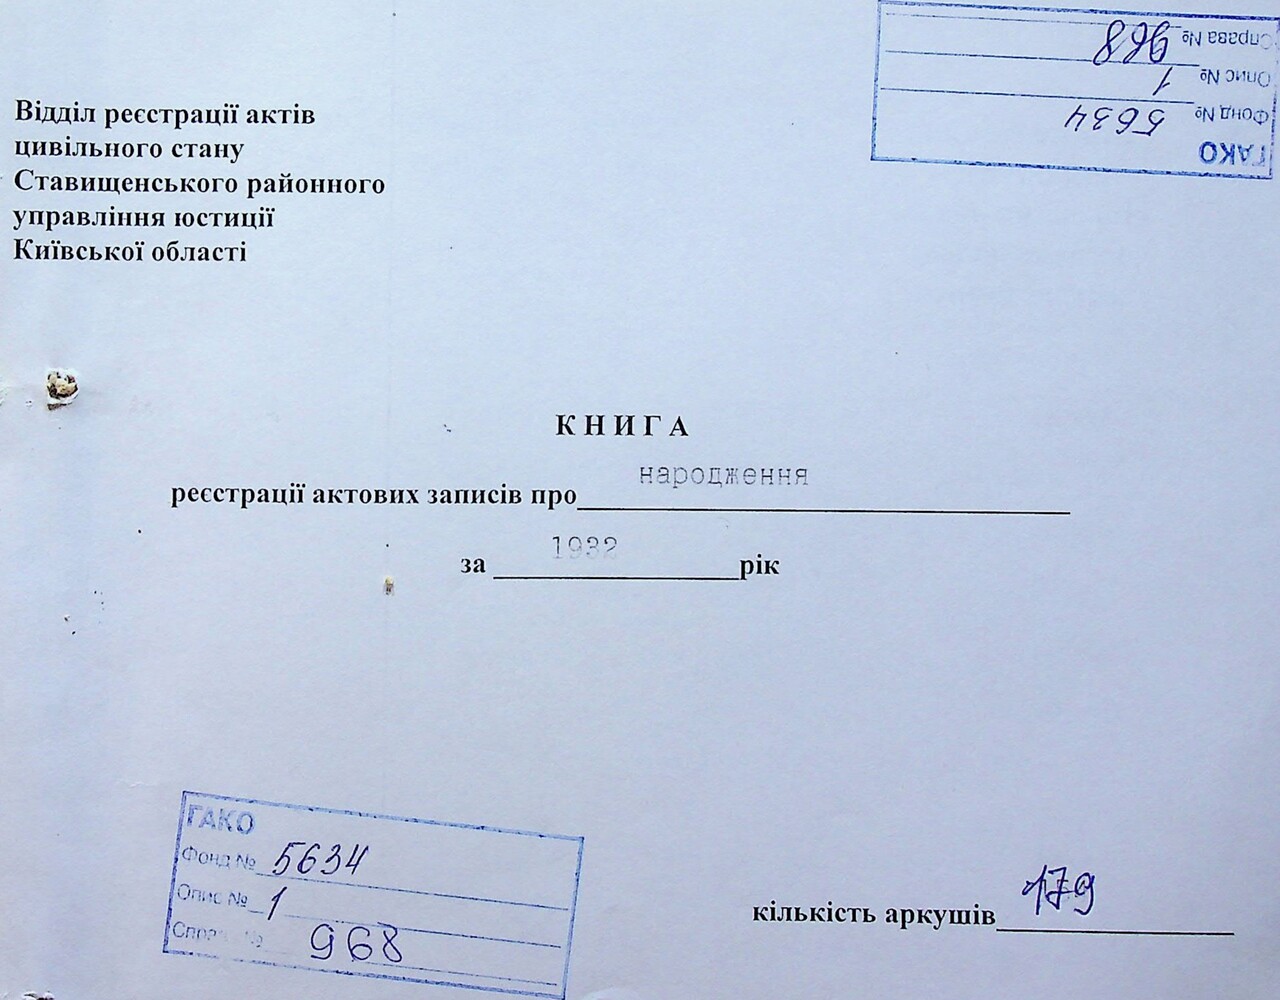 Відділ реєстрації актів
цивільного стану
Ставищенського районного
управління юстиції
Київської області
ГАКО
Фонд № 5634
Опис № 1
Справа № 968
К Н И Г А
реєстрації актових записів про народження
за 1932 рік
ГАКО
Фонд № 5634
Опис № 1
Справа № 968
кількість аркушів 179